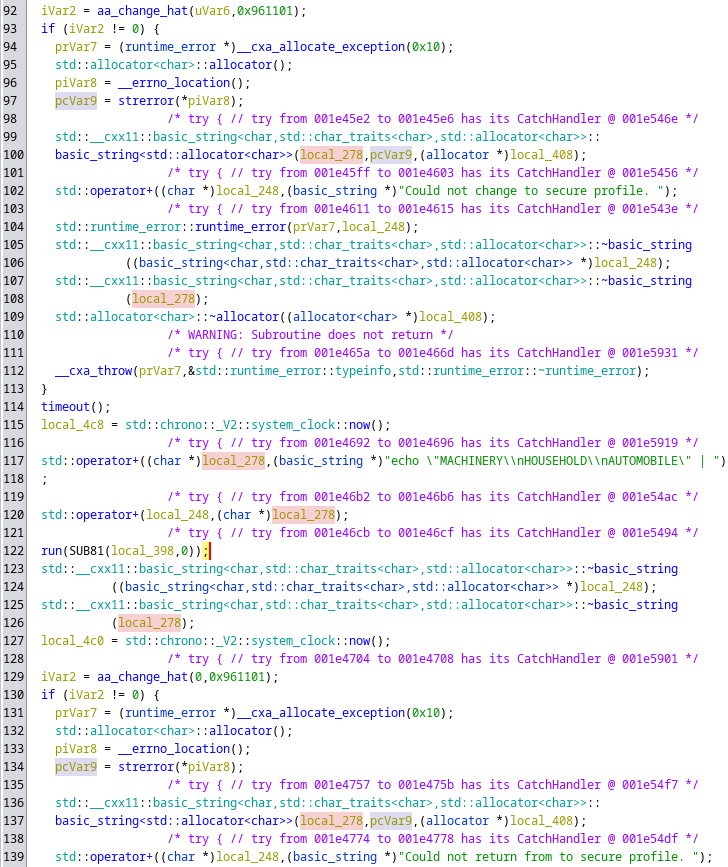 92 iVar2 = aa_change_hat(uVar6,0x961101);
93 if (iVar2 != 0) {
94 prVar7 = (runtime_error *)__cxa_allocate_exception(0x10);
95 std::allocator<char>::allocator();
96 piVar8 = __errno_location();
97 pcVar9 = strerror(*piVar8);
98 /* try { // try from 001e45e2 to 001e45e6 has its CatchHandler @ 001e546e */
99 std::__cxx11::basic_string<char,std::char_traits<char>,std::allocator<char>>::
100 basic_string<std::allocator<char>>(local_278,pcVar9,(allocator *)local_408);
101 /* try { // try from 001e45ff to 001e4603 has its CatchHandler @ 001e5456 */
102 std::operator+((char *)local_248,(basic_string *)"Could not change to secure profile. ");
103 /* try { // try from 001e4611 to 001e4615 has its CatchHandler @ 001e543e */
104 std::runtime_error::runtime_error(prVar7,local_248);
105 std::__cxx11::basic_string<char,std::char_traits<char>,std::allocator<char>>::~basic_string
106 ((basic_string<char,std::char_traits<char>,std::allocator<char>> *)local_248);
107 std::__cxx11::basic_string<char,std::char_traits<char>,std::allocator<char>>::~basic_string
108 (local_278);
109 std::allocator<char>::~allocator((allocator<char> *)local_408);
110 /* WARNING: Subroutine does not return */
111 /* try { // try from 001e465a to 001e466d has its CatchHandler @ 001e5931 */
112 __cxa_throw(prVar7,&std::runtime_error::typeinfo,std::runtime_error::~runtime_error);
113 }
114 timeout();
115 local_4c8 = std::chrono::_V2::system_clock::now();
116 /* try { // try from 001e4692 to 001e4696 has its CatchHandler @ 001e5919 */
117 std::operator+((char *)local_278,(basic_string *)"echo \"MACHINERY\\nHOUSEHOLD\\nAUTOMOBILE\" | ")
118 ;
119 /* try { // try from 001e46b2 to 001e46b6 has its CatchHandler @ 001e54ac */
120 std::operator+(local_248,(char *)local_278);
121 /* try { // try from 001e46cb to 001e46cf has its CatchHandler @ 001e5494 */
122 run(SUB81(local_398,0));
123 std::__cxx11::basic_string<char,std::char_traits<char>,std::allocator<char>>::~basic_string
124 ((basic_string<char,std::char_traits<char>,std::allocator<char>> *)local_248);
125 std::__cxx11::basic_string<char,std::char_traits<char>,std::allocator<char>>::~basic_string
126 (local_278);
127 local_4c0 = std::chrono::_V2::system_clock::now();
128 /* try { // try from 001e4704 to 001e4708 has its CatchHandler @ 001e5901 */
129 iVar2 = aa_change_hat(0,0x961101);
130 if (iVar2 != 0) {
131 prVar7 = (runtime_error *)__cxa_allocate_exception(0x10);
132 std::allocator<char>::allocator();
133 piVar8 = __errno_location();
134 pcVar9 = strerror(*piVar8);
135 /* try { // try from 001e4757 to 001e475b has its CatchHandler @ 001e54f7 */
136 std::__cxx11::basic_string<char,std::char_traits<char>,std::allocator<char>>::
137 basic_string<std::allocator<char>>(local_278,pcVar9,(allocator *)local_408);
138 /* try { // try from 001e4774 to 001e4778 has its CatchHandler @ 001e54df */
139 std::operator+((char *)local_248,(basic_string *)"Could not return from to secure profile. ");